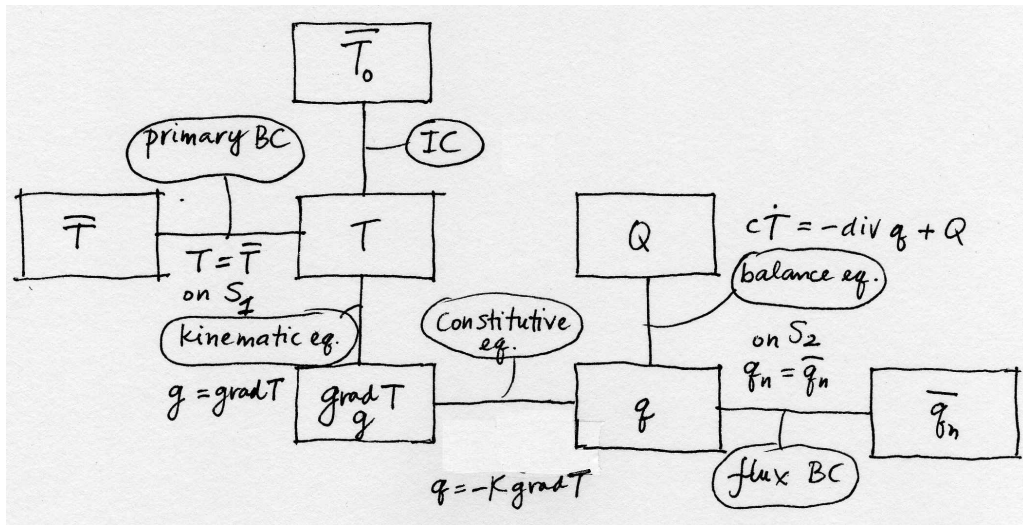 T̿₀
primary BC
IC
T̿
T
T = T̿
on S₁
kinematic eq.
g = grad T
grad T
g
Constitutive
eq.
q = -K grad T
Q
cṪ = -div q + Q
balance eq.
on S₂
qₙ = q̅ₙ
q
q̅ₙ
flux BC